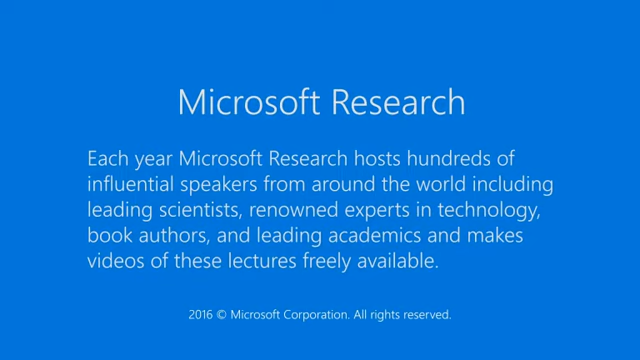 Microsoft Research
Each year Microsoft Research hosts hundreds of
influential speakers from around the world including
leading scientists, renowned experts in technology,
book authors, and leading academics and makes
videos of these lectures freely available.
2016 © Microsoft Corporation. All rights reserved.